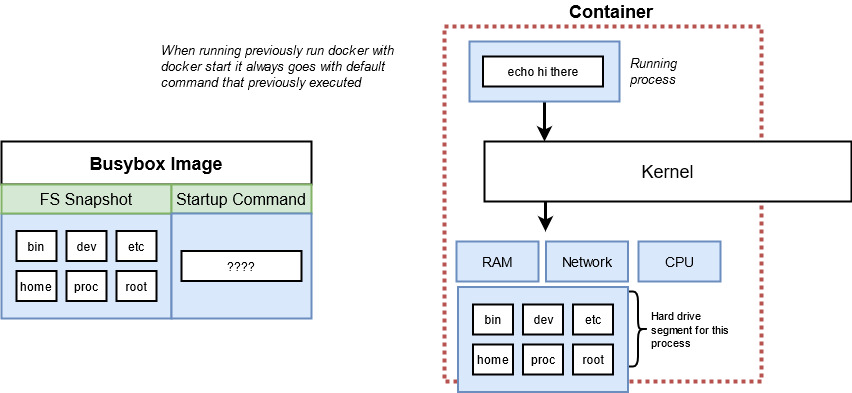 Container
When running previously run docker with
docker start it always goes with default
command that previously executed
echo hi there
Running
process
Busybox Image
Kernel
FS Snapshot
Startup Command
bin
dev
etc
????
home
proc
root
RAM
Network
CPU
bin
dev
etc
home
proc
root
Hard drive
segment for this
process